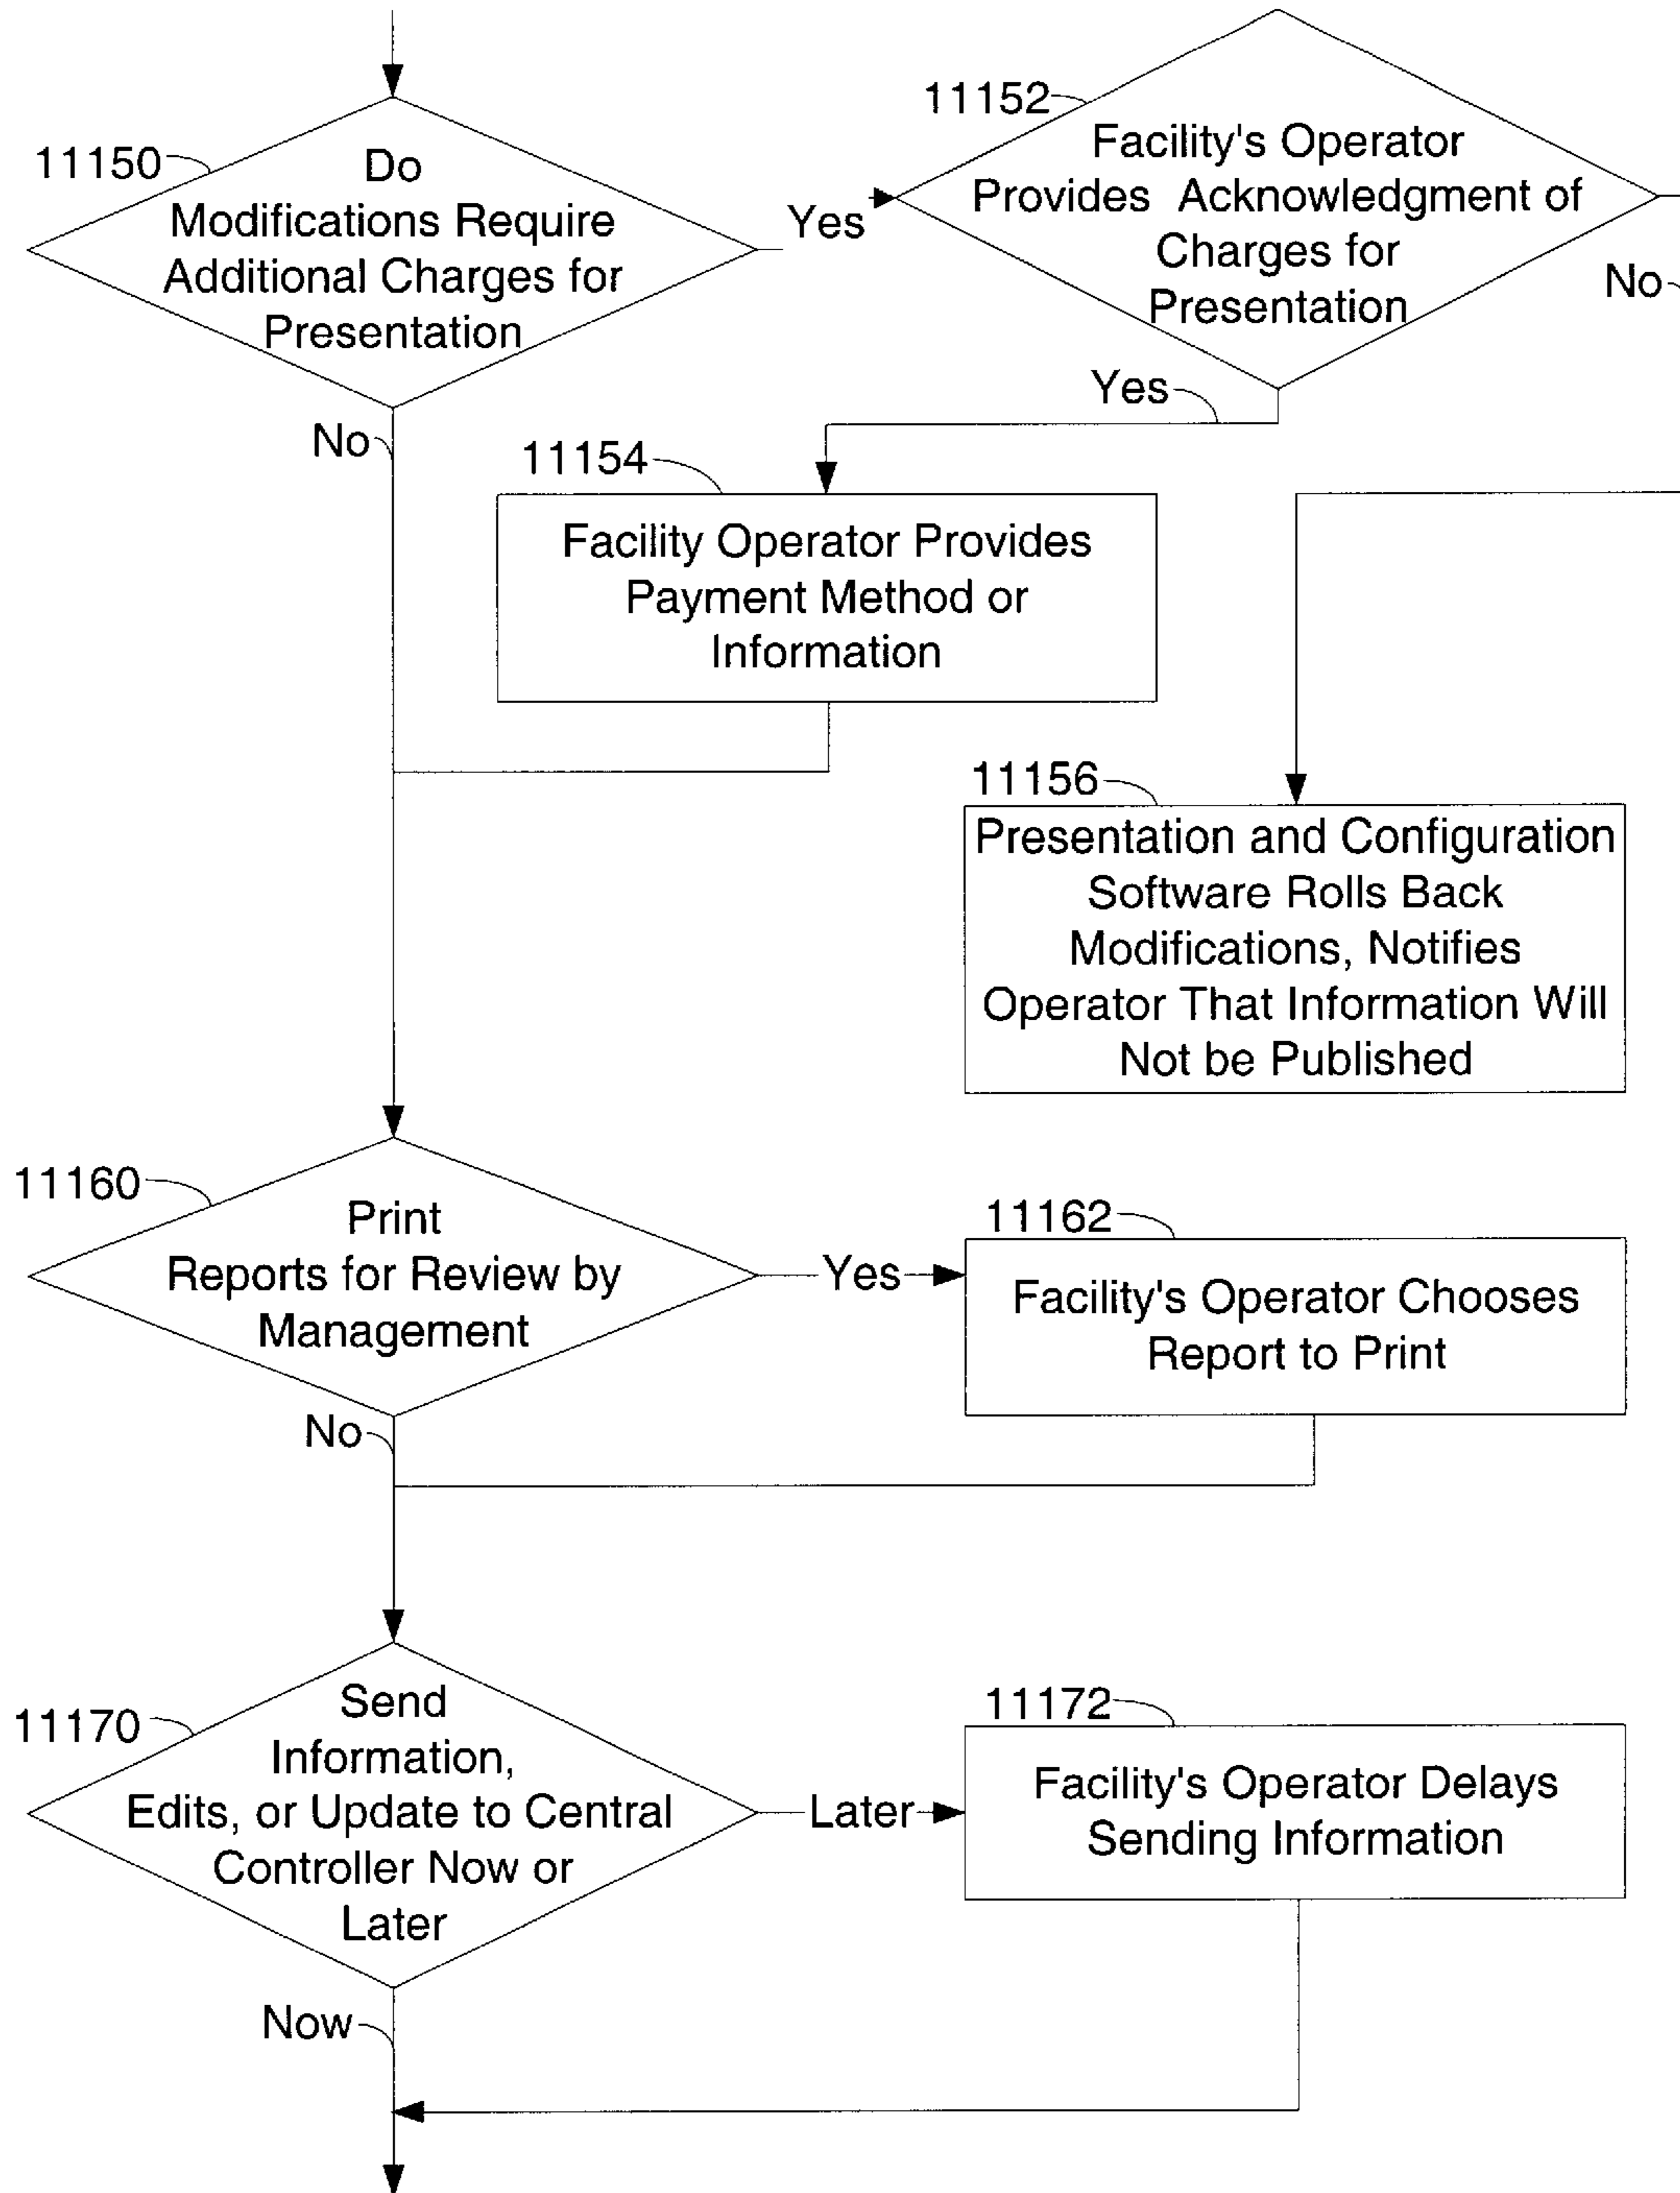 11150
Do
Modifications Require
Additional Charges for
Presentation
Yes
No
11152
Facility's Operator
Provides Acknowledgment of
Charges for
Presentation
No
Yes
11154
Facility Operator Provides
Payment Method or
Information
11156
Presentation and Configuration
Software Rolls Back
Modifications, Notifies
Operator That Information Will
Not be Published
11160
Print
Reports for Review by
Management
Yes
No
11162
Facility's Operator Chooses
Report to Print
11170
Send
Information,
Edits, or Update to Central
Controller Now or
Later
Later
Now
11172
Facility's Operator Delays
Sending Information